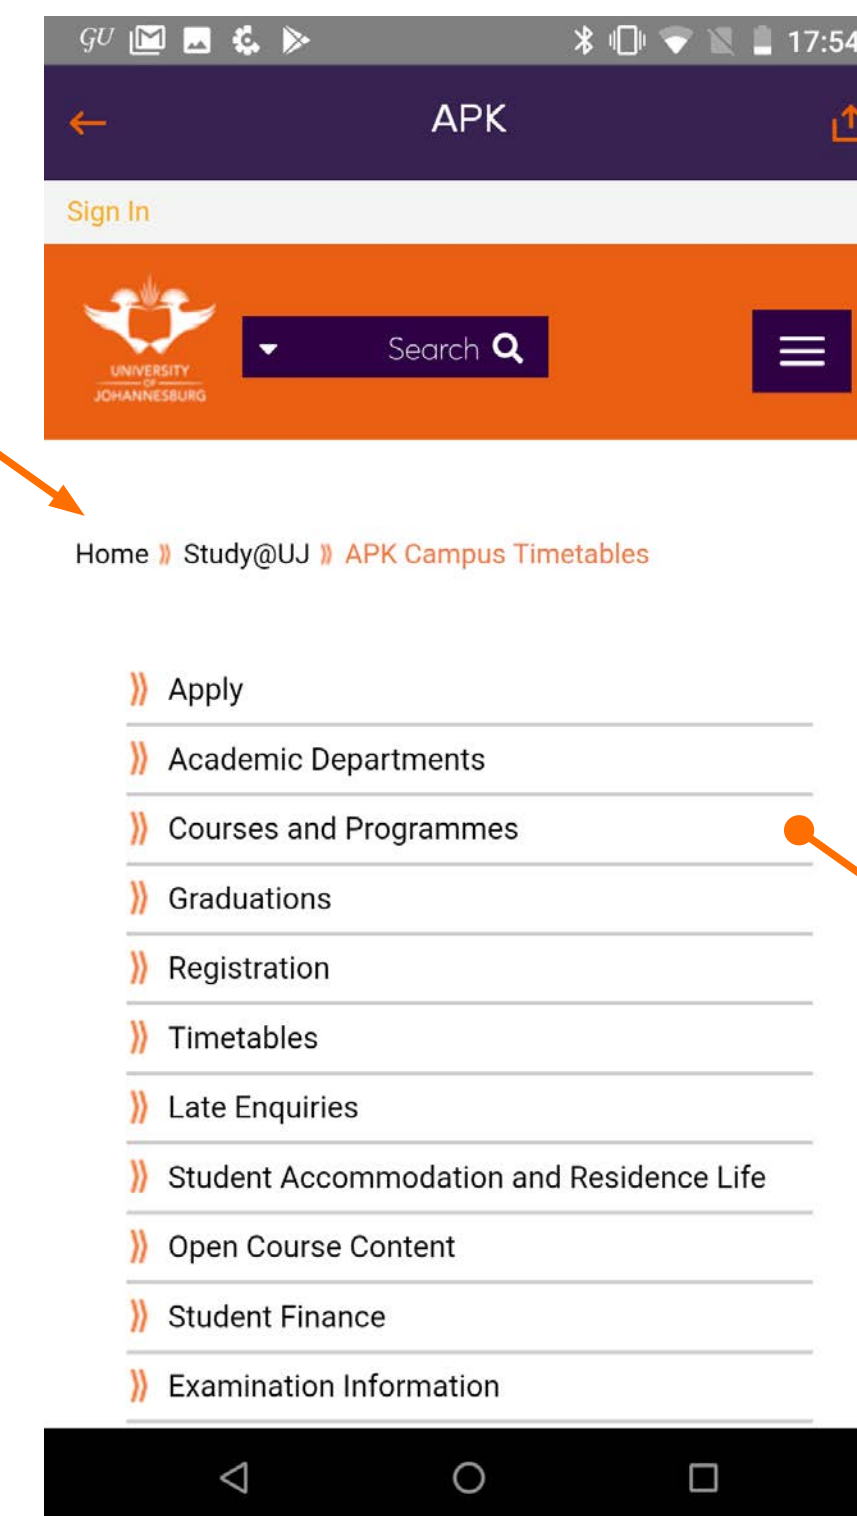 GU 17:54
APK
Sign In
UNIVERSITY
OF
JOHANNESBURG
Search
Home » Study@UJ » APK Campus Timetables
» Apply
» Academic Departments
» Courses and Programmes
» Graduations
» Registration
» Timetables
» Late Enquiries
» Student Accommodation and Residence Life
» Open Course Content
» Student Finance
» Examination Information